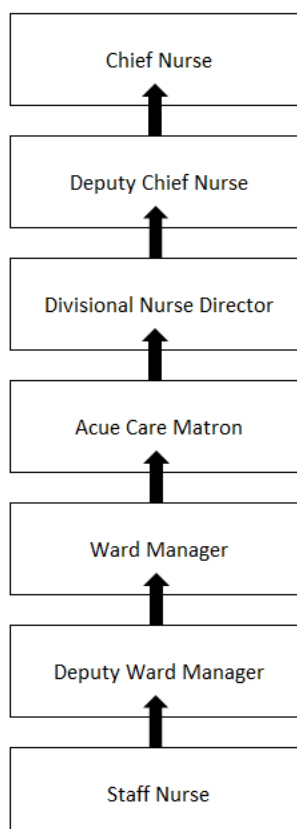 Chief Nurse
Deputy Chief Nurse
Divisional Nurse Director
Acue Care Matron
Ward Manager
Deputy Ward Manager
Staff Nurse